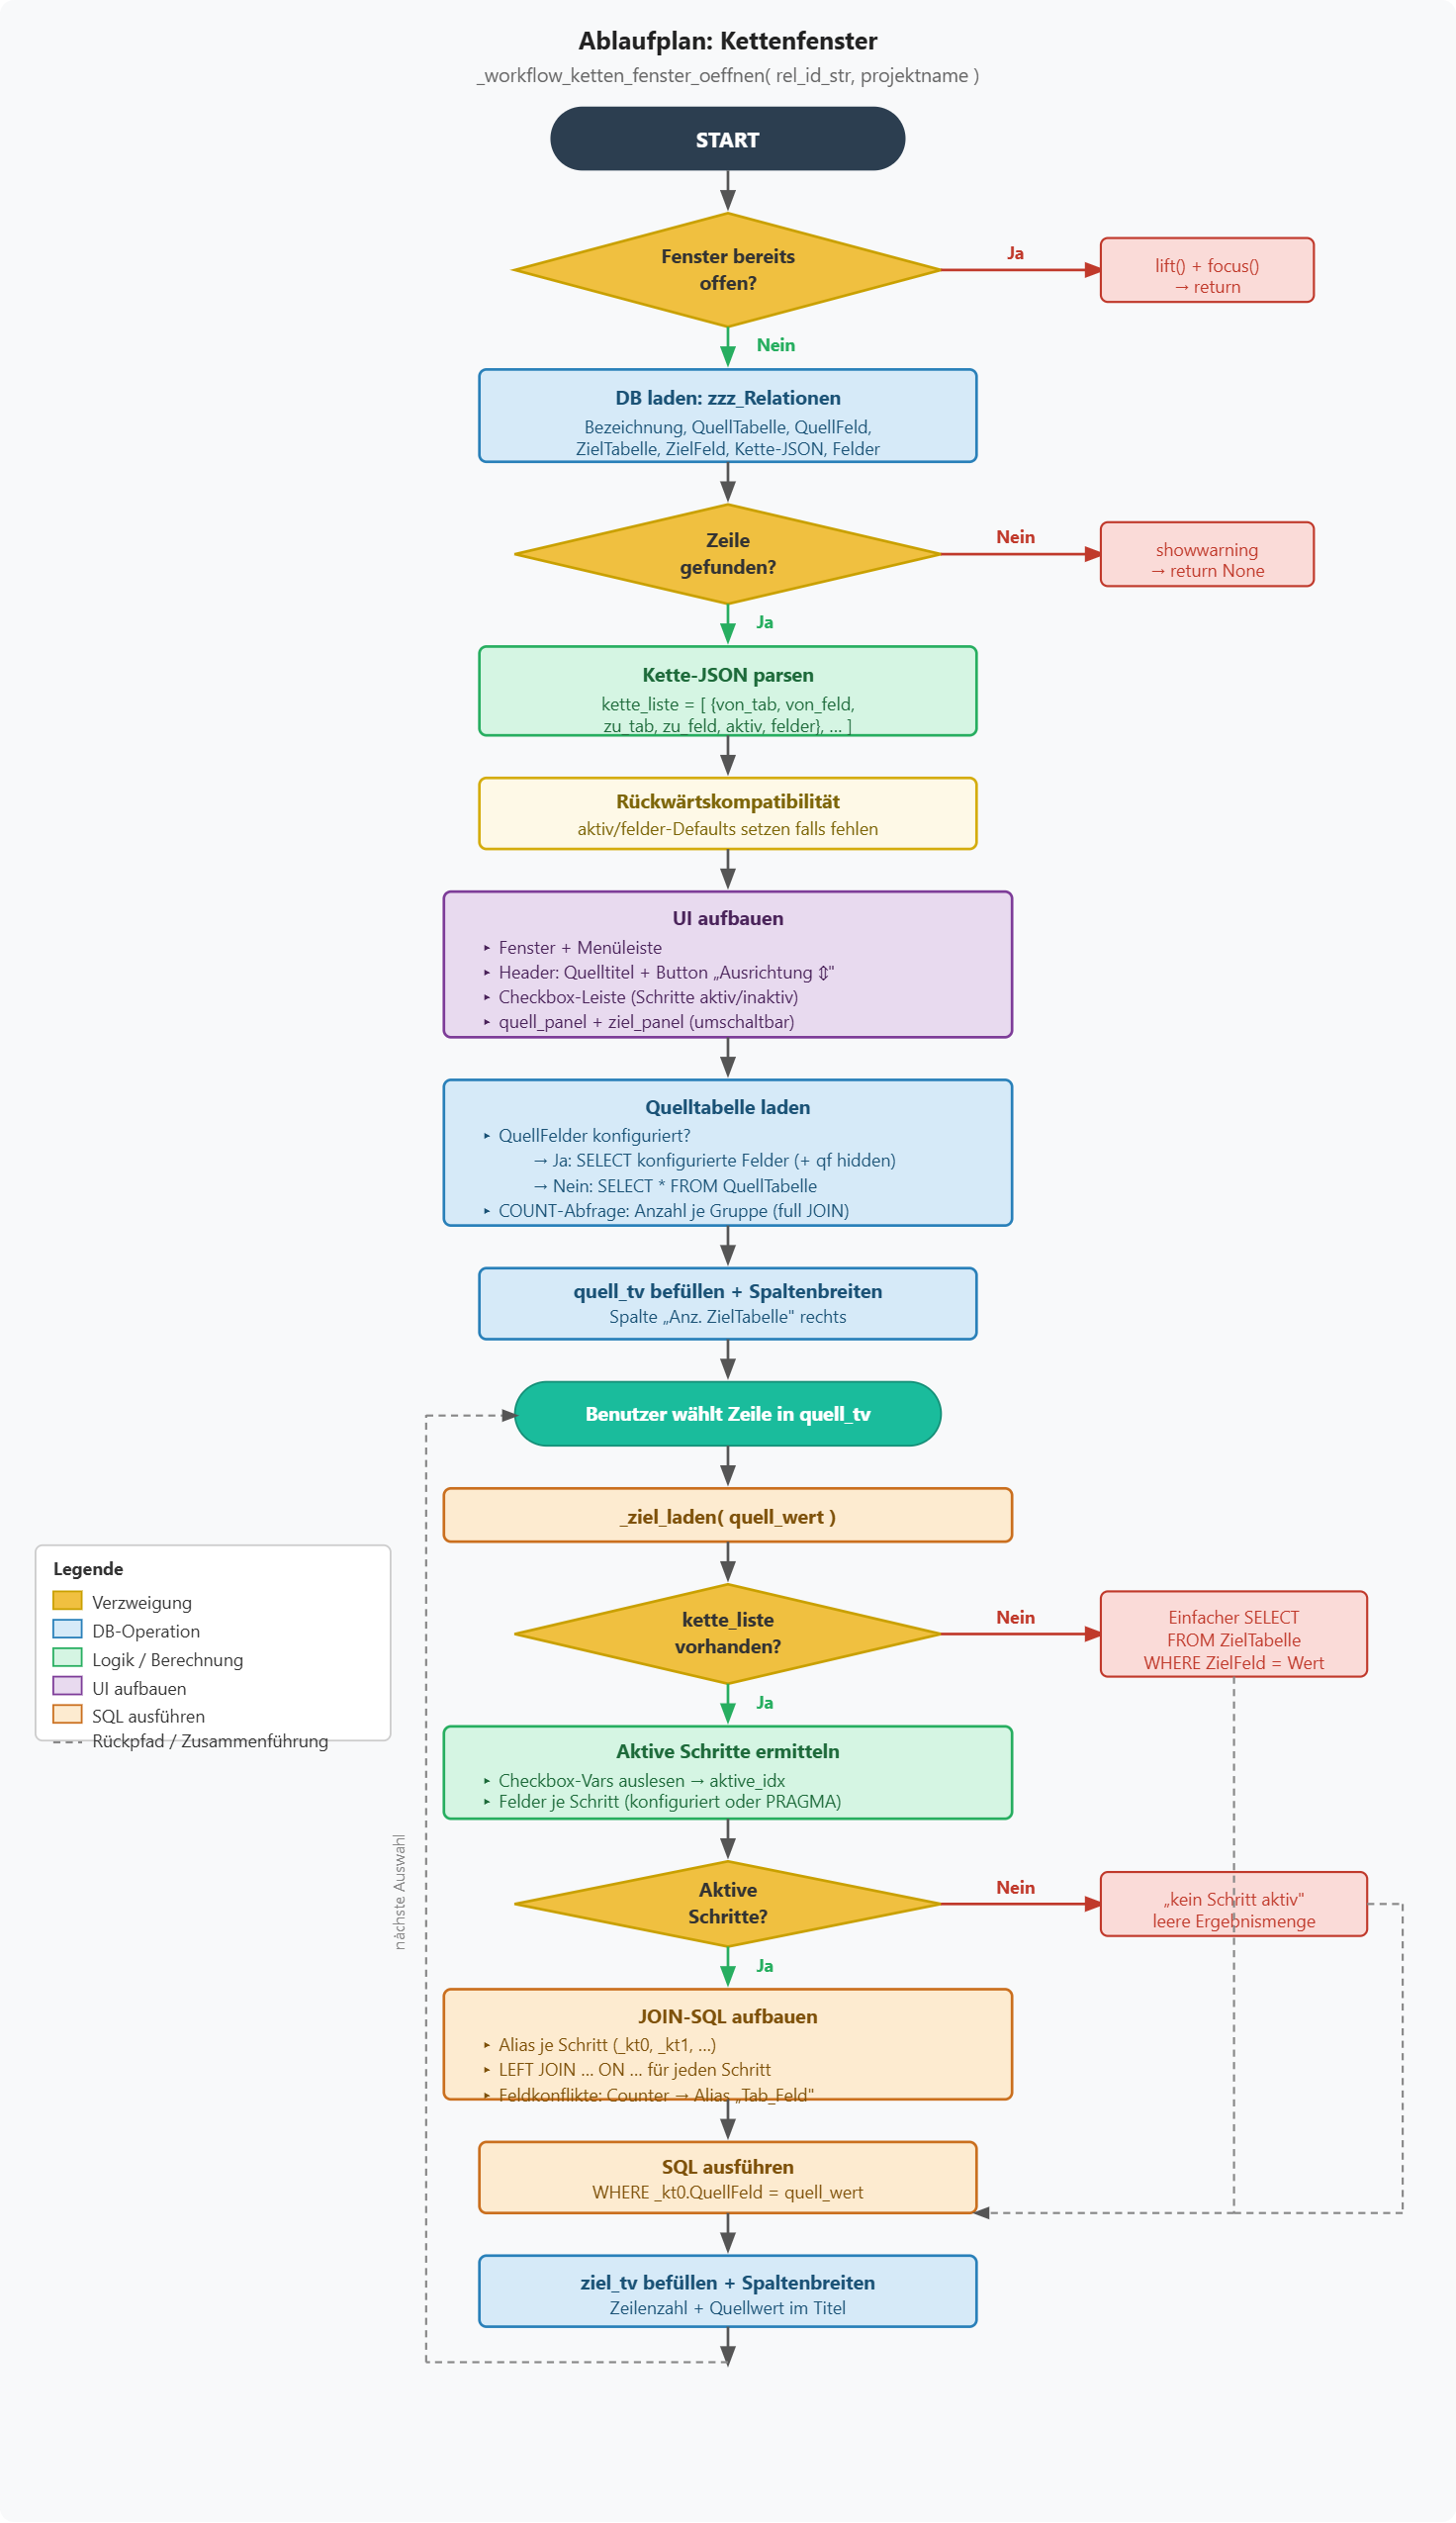 Ablaufplan: Kettenfenster
_workflow_ketten_fenster_oeffnen( rel_id_str, projektname )
START
Fenster bereits
offen?
Ja
lift() + focus()
→ return
Nein
DB laden: zzz_Relationen
Bezeichnung, QuellTabelle, QuellFeld,
ZielTabelle, ZielFeld, Kette-JSON, Felder
Zeile
gefunden?
Nein
showwarning
→ return None
Ja
Kette-JSON parsen
kette_liste = [ {von_tab, von_feld,
zu_tab, zu_feld, aktiv, felder}, … ]
Rückwärtskompatibilität
aktiv/felder-Defaults setzen falls fehlen
UI aufbauen
‣ Fenster + Menüleiste
‣ Header: Quelltitel + Button „Ausrichtung ⇕"
‣ Checkbox-Leiste (Schritte aktiv/inaktiv)
‣ quell_panel + ziel_panel (umschaltbar)
Quelltabelle laden
‣ QuellFelder konfiguriert?
→ Ja: SELECT konfigurierte Felder (+ qf hidden)
→ Nein: SELECT * FROM QuellTabelle
‣ COUNT-Abfrage: Anzahl je Gruppe (full JOIN)
quell_tv befüllen + Spaltenbreiten
Spalte „Anz. ZielTabelle" rechts
Benutzer wählt Zeile in quell_tv
_ziel_laden( quell_wert )
kette_liste
vorhanden?
Nein
Einfacher SELECT
FROM ZielTabelle
WHERE ZielFeld = Wert
Ja
Legende
Verzweigung
DB-Operation
Logik / Berechnung
UI aufbauen
SQL ausführen
Rückpfad / Zusammenführung
Aktive Schritte ermitteln
‣ Checkbox-Vars auslesen → aktive_idx
‣ Felder je Schritt (konfiguriert oder PRAGMA)
nächste Auswahl
Aktive
Schritte?
Nein
„kein Schritt aktiv"
leere Ergebnismenge
Ja
JOIN-SQL aufbauen
‣ Alias je Schritt (_kt0, _kt1, …)
‣ LEFT JOIN … ON … für jeden Schritt
‣ Feldkonflikte: Counter → Alias „Tab_Feld"
SQL ausführen
WHERE _kt0.QuellFeld = quell_wert
ziel_tv befüllen + Spaltenbreiten
Zeilenzahl + Quellwert im Titel